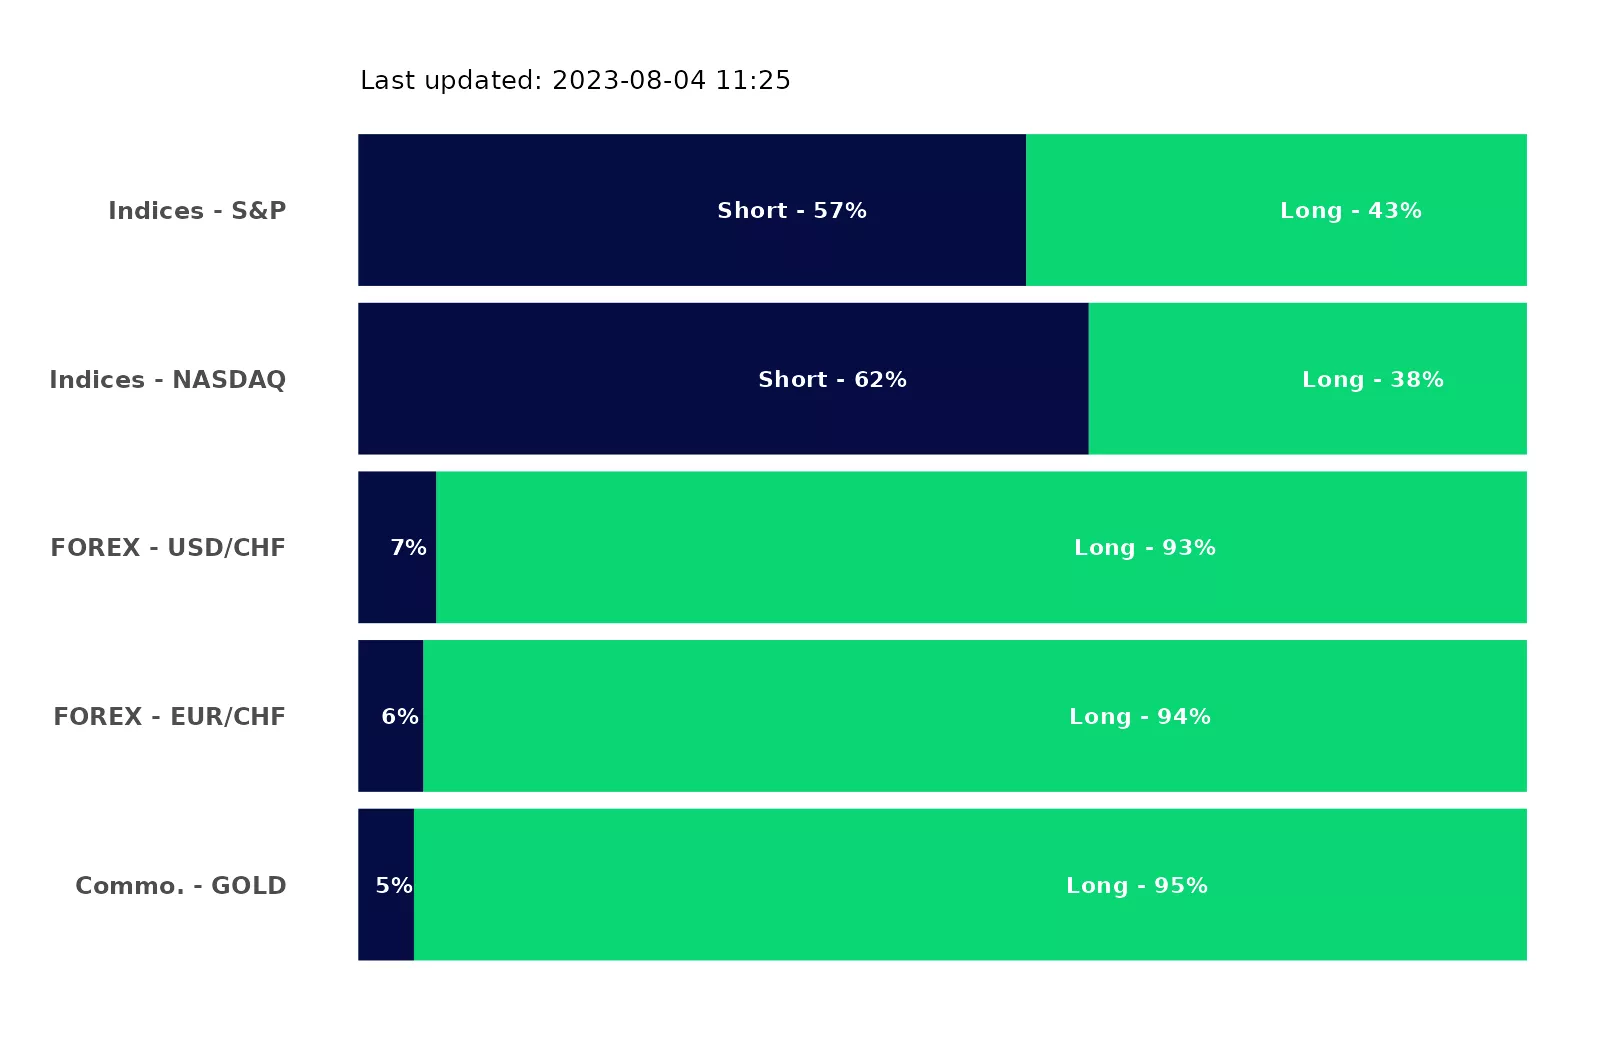 Last updated: 2023-08-04 11:25
Indices - S&P Short - 57% Long - 43%
Indices - NASDAQ Short - 62% Long - 38%
FOREX - USD/CHF 7% Long - 93%
FOREX - EUR/CHF 6% Long - 94%
Commo. - GOLD 5% Long - 95%